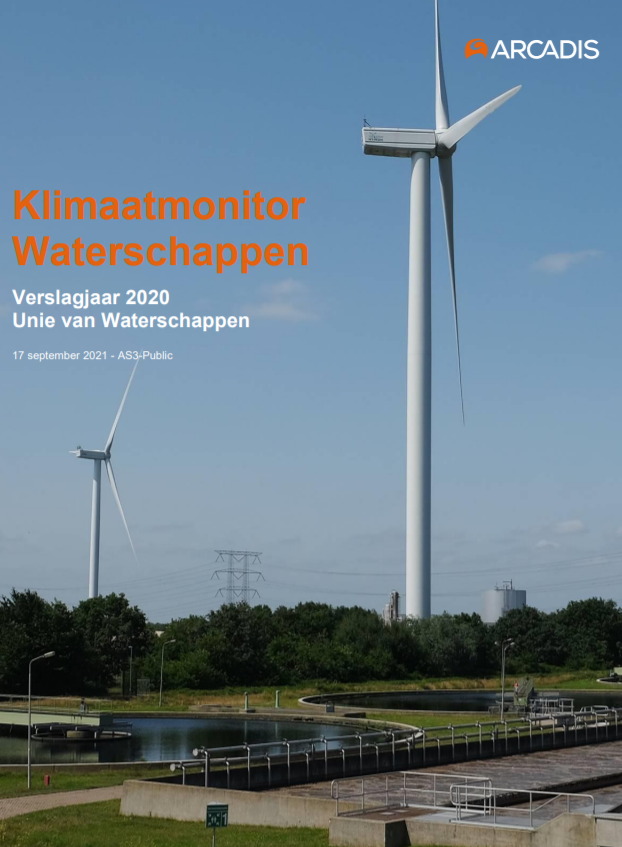 ARCADIS
Klimaatmonitor
Waterschappen
Verslagjaar 2020
Unie van Waterschappen
17 september 2021 - AS3-Public